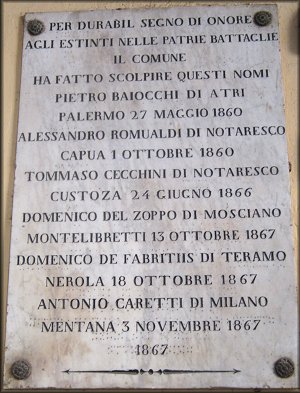 PER DURABIL SEGNO DI ONORE
AGLI ESTINTI NELLE PATRIE BATTAGLIE
IL COMUNE
HA FATTO SCOLPIRE QUESTI NOMI
PIETRO BAIOCCHI DI ATRI
PALERMO 27 MAGGIO 1860
ALESSANDRO ROMUALDI DI NOTARESCO
CAPUA 1 OTTOBRE 1860
TOMMASO CECCHINI DI NOTARESCO
CUSTOZA 24 GIUGNO 1866
DOMENICO DEL ZOPPO DI MOSCIANO
MONTELIBRETTI 13 OTTOBRE 1867
DOMENICO DE FABRITIIS DI TERAMO
NEROLA 18 OTTOBRE 1867
ANTONIO CARETTI DI MILANO
MENTANA 3 NOVEMBRE 1867
1867